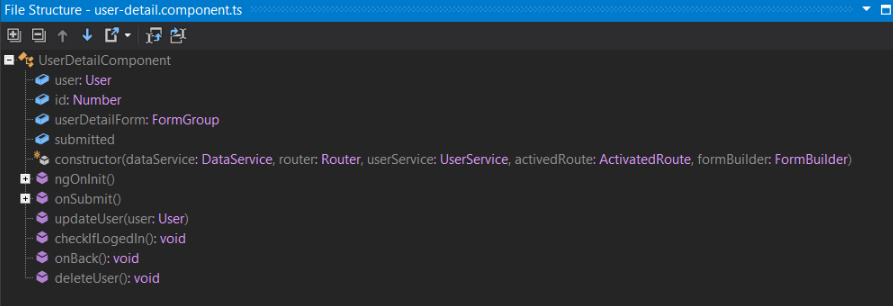 File Structure - user-detail.component.ts
UserDetailComponent
user: User
id: Number
userDetailForm: FormGroup
submitted
constructor(dataService: DataService, router: Router, userService: UserService, activedRoute: ActivatedRoute, formBuilder: FormBuilder)
ngOnInit()
onSubmit()
updateUser(user: User)
checkIfLogedIn(): void
onBack(): void
deleteUser(): void